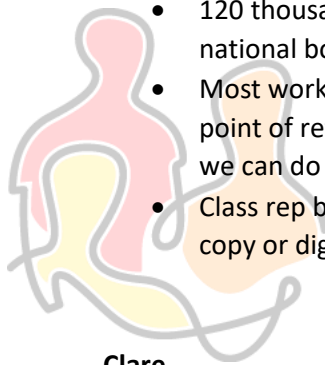 • 120 thousa
national bo
• Most work
point of re
we can do
• Class rep b
copy or dig
Clare